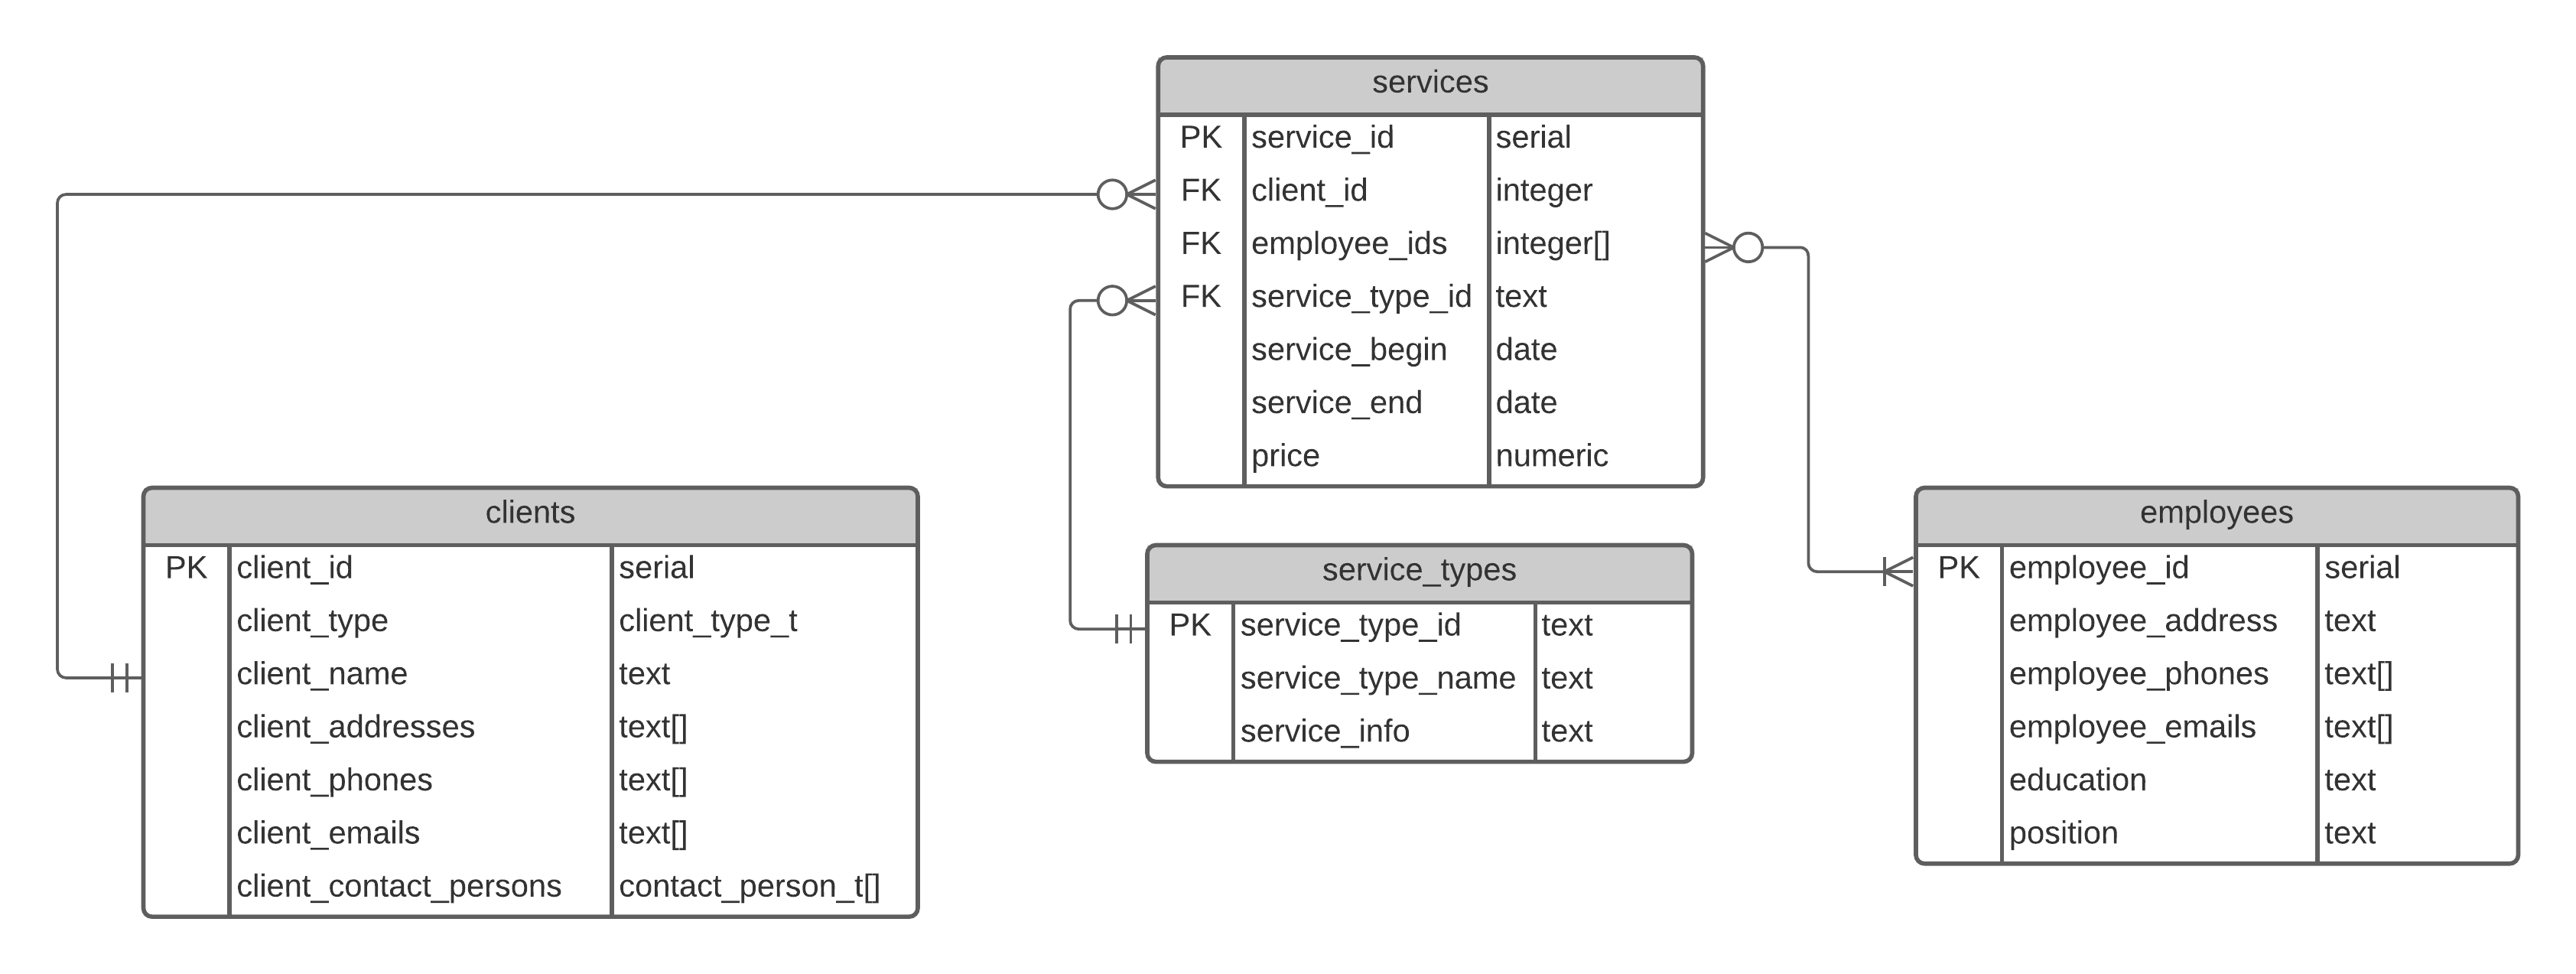 services
PK service_id serial
FK client_id integer
FK employee_ids integer[]
FK service_type_id text
service_begin date
service_end date
price numeric
clients
PK client_id serial
client_type client_type_t
client_name text
client_addresses text[]
client_phones text[]
client_emails text[]
client_contact_persons contact_person_t[]
service_types
PK service_type_id text
service_type_name text
service_info text
employees
PK employee_id serial
employee_address text
employee_phones text[]
employee_emails text[]
education text
position text